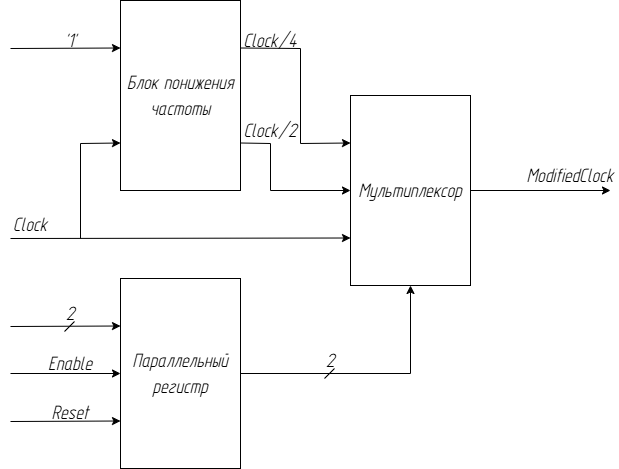 '1'
Clock/4
Блок понижения
частоты
Clock/2
Мультиплексор
ModifiedClock
Clock
2
Enable
Параллельный
регистр
2
Reset